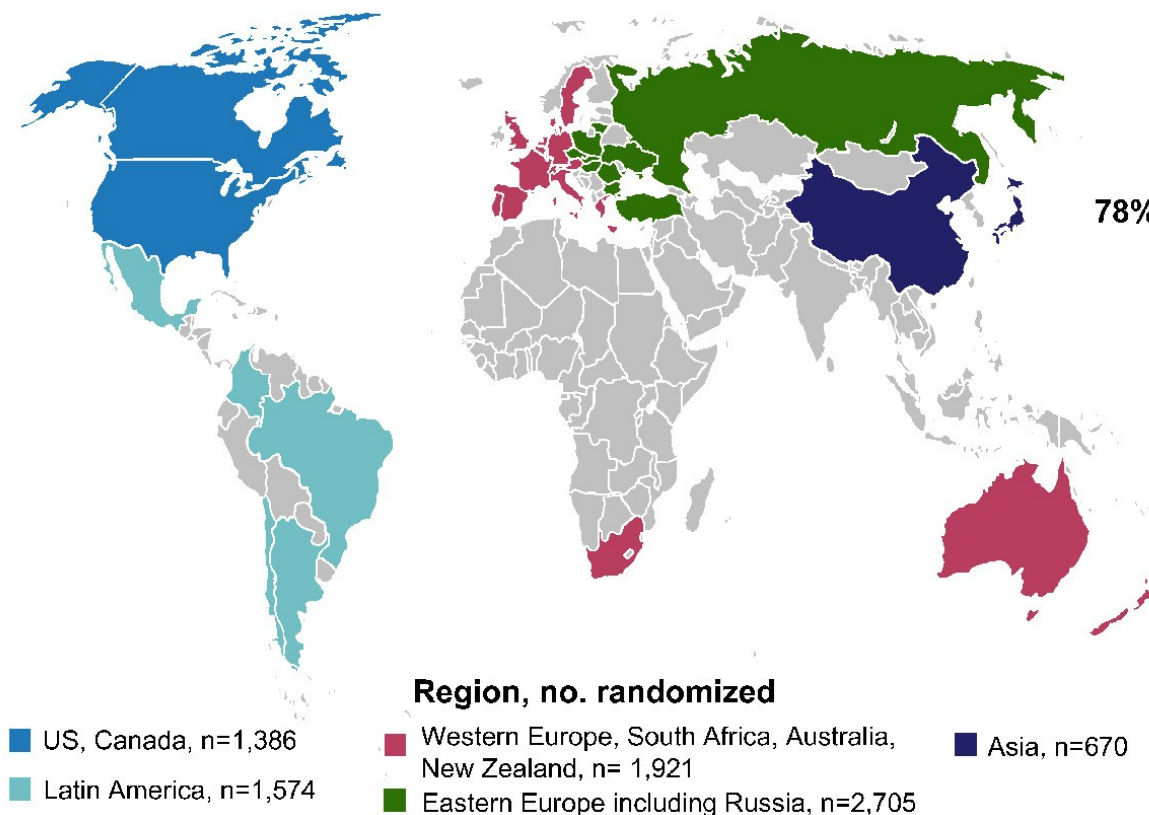 78%
Region, no. randomized
US, Canada, n=1,386
Latin America, n=1,574
Western Europe, South Africa, Australia,
New Zealand, n= 1,921
Eastern Europe including Russia, n=2,705
Asia, n=670